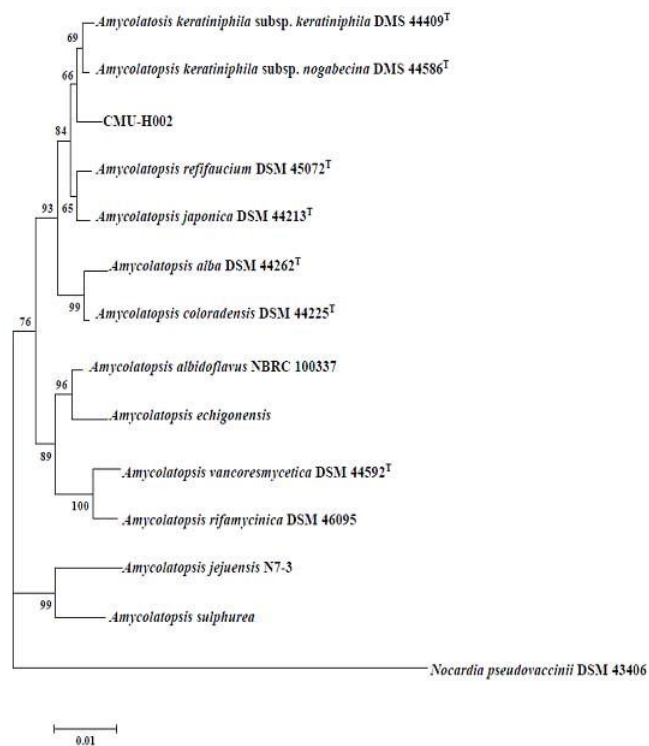 Amycolatosis keratiniphila subsp. keratiniphila DMS 44409ᵀ
69
Amycolatopsis keratiniphila subsp. nogabecina DMS 44586ᵀ
66
CMU-H002
84
Amycolatopsis refifaucium DSM 45072ᵀ
93
65
Amycolatopsis japonica DSM 44213ᵀ
Amycolatopsis alba DSM 44262ᵀ
99
Amycolatopsis coloradensis DSM 44225ᵀ
76
Amycolatopsis albidoflavus NBRC 100337
96
Amycolatopsis echigonensis
89
Amycolatopsis vancoresmycetica DSM 44592ᵀ
100
Amycolatopsis rifamycinica DSM 46095
Amycolatopsis jejuensis N7-3
99
Amycolatopsis sulphurea
Nocardia pseudovaccinii DSM 43406
0.01